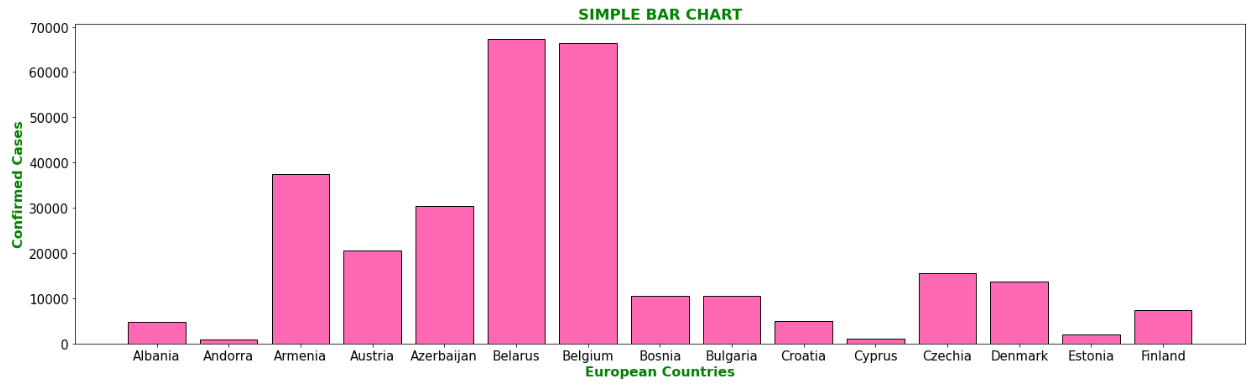 SIMPLE BAR CHART
Confirmed Cases
70000
60000
50000
40000
30000
20000
10000
0
Albania Andorra Armenia Austria Azerbaijan Belarus Belgium Bosnia Bulgaria Croatia Cyprus Czechia Denmark Estonia Finland
European Countries